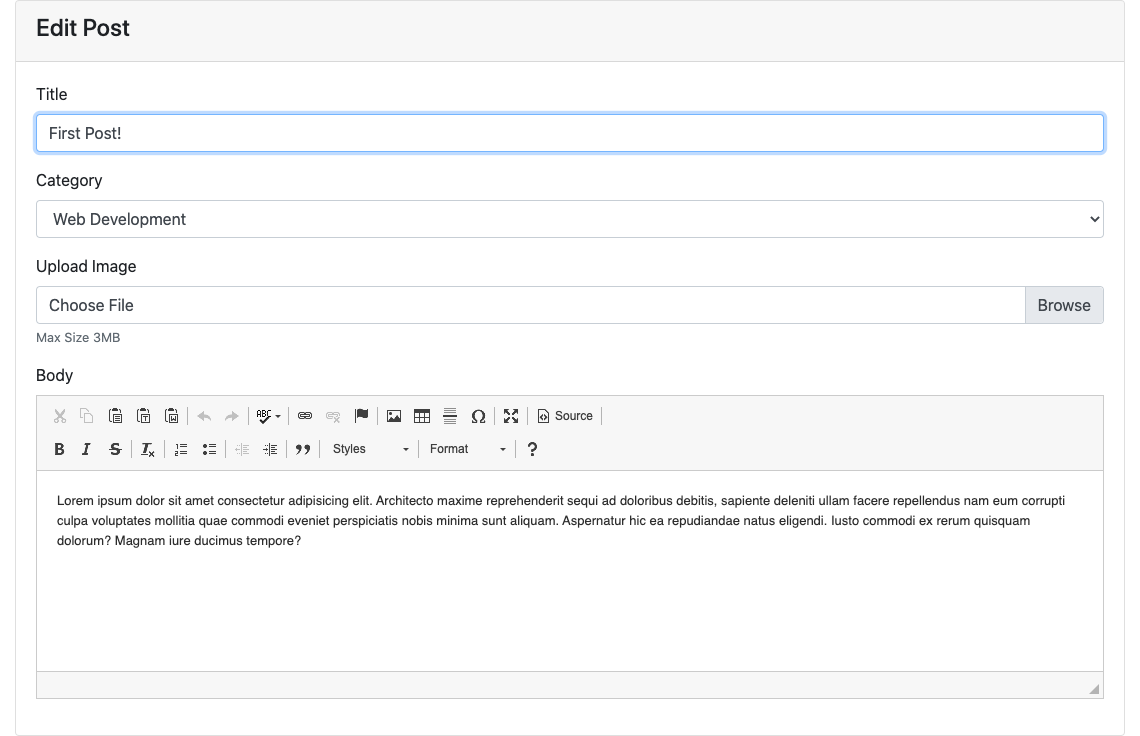 Edit Post
Title
First Post!
Category
Web Development
Upload Image
Choose File Browse
Max Size 3MB
Body
ABC Ω Source
B I S Ix Styles Format ?
Lorem ipsum dolor sit amet consectetur adipisicing elit. Architecto maxime reprehenderit sequi ad doloribus debitis, sapiente deleniti ullam facere repellendus nam eum corrupti
culpa voluptates mollitia quae commodi eveniet perspiciatis nobis minima sunt aliquam. Aspernatur hic ea repudiandae natus eligendi. Iusto commodi ex rerum quisquam
dolorum? Magnam iure ducimus tempore?